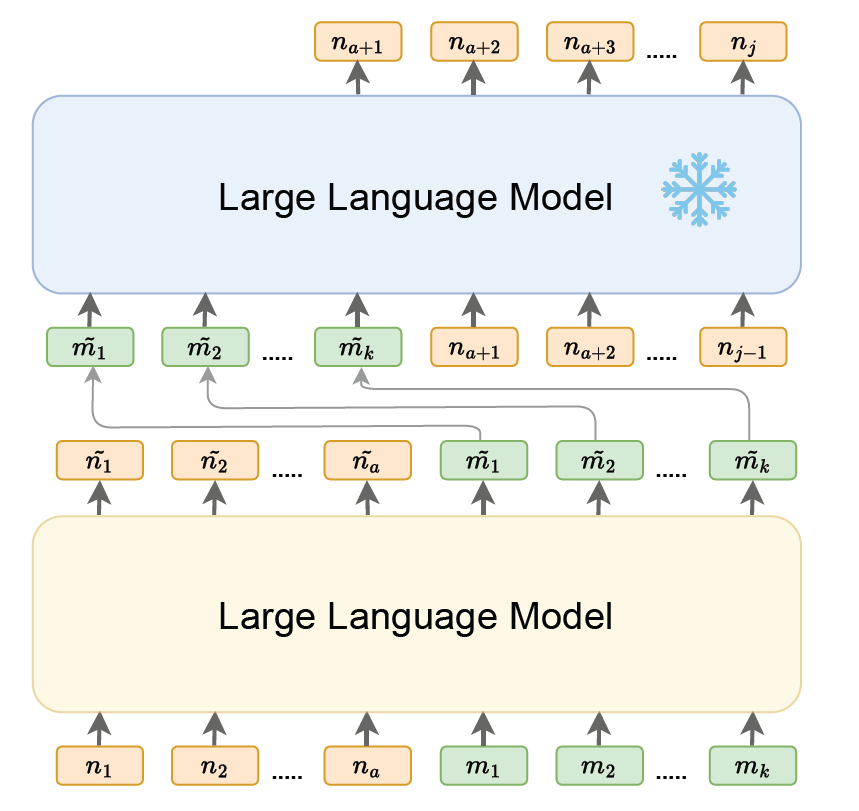 n_{a+1} n_{a+2} n_{a+3} ..... n_j
Large Language Model
m̃_1 m̃_2 ..... m̃_k n_{a+1} n_{a+2} ..... n_{j-1}
ñ_1 ñ_2 ..... ñ_a m̃_1 m̃_2 ..... m̃_k
Large Language Model
n_1 n_2 ..... n_a m_1 m_2 ..... m_k